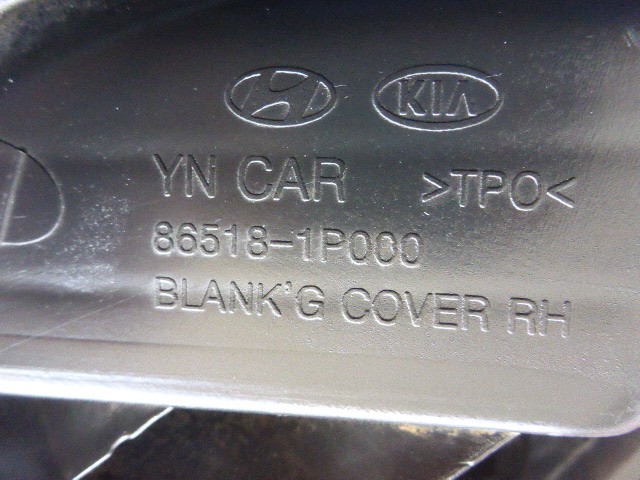 KIA
YN CAR >TPO<
86518-1P000
BLANK'G COVER RH